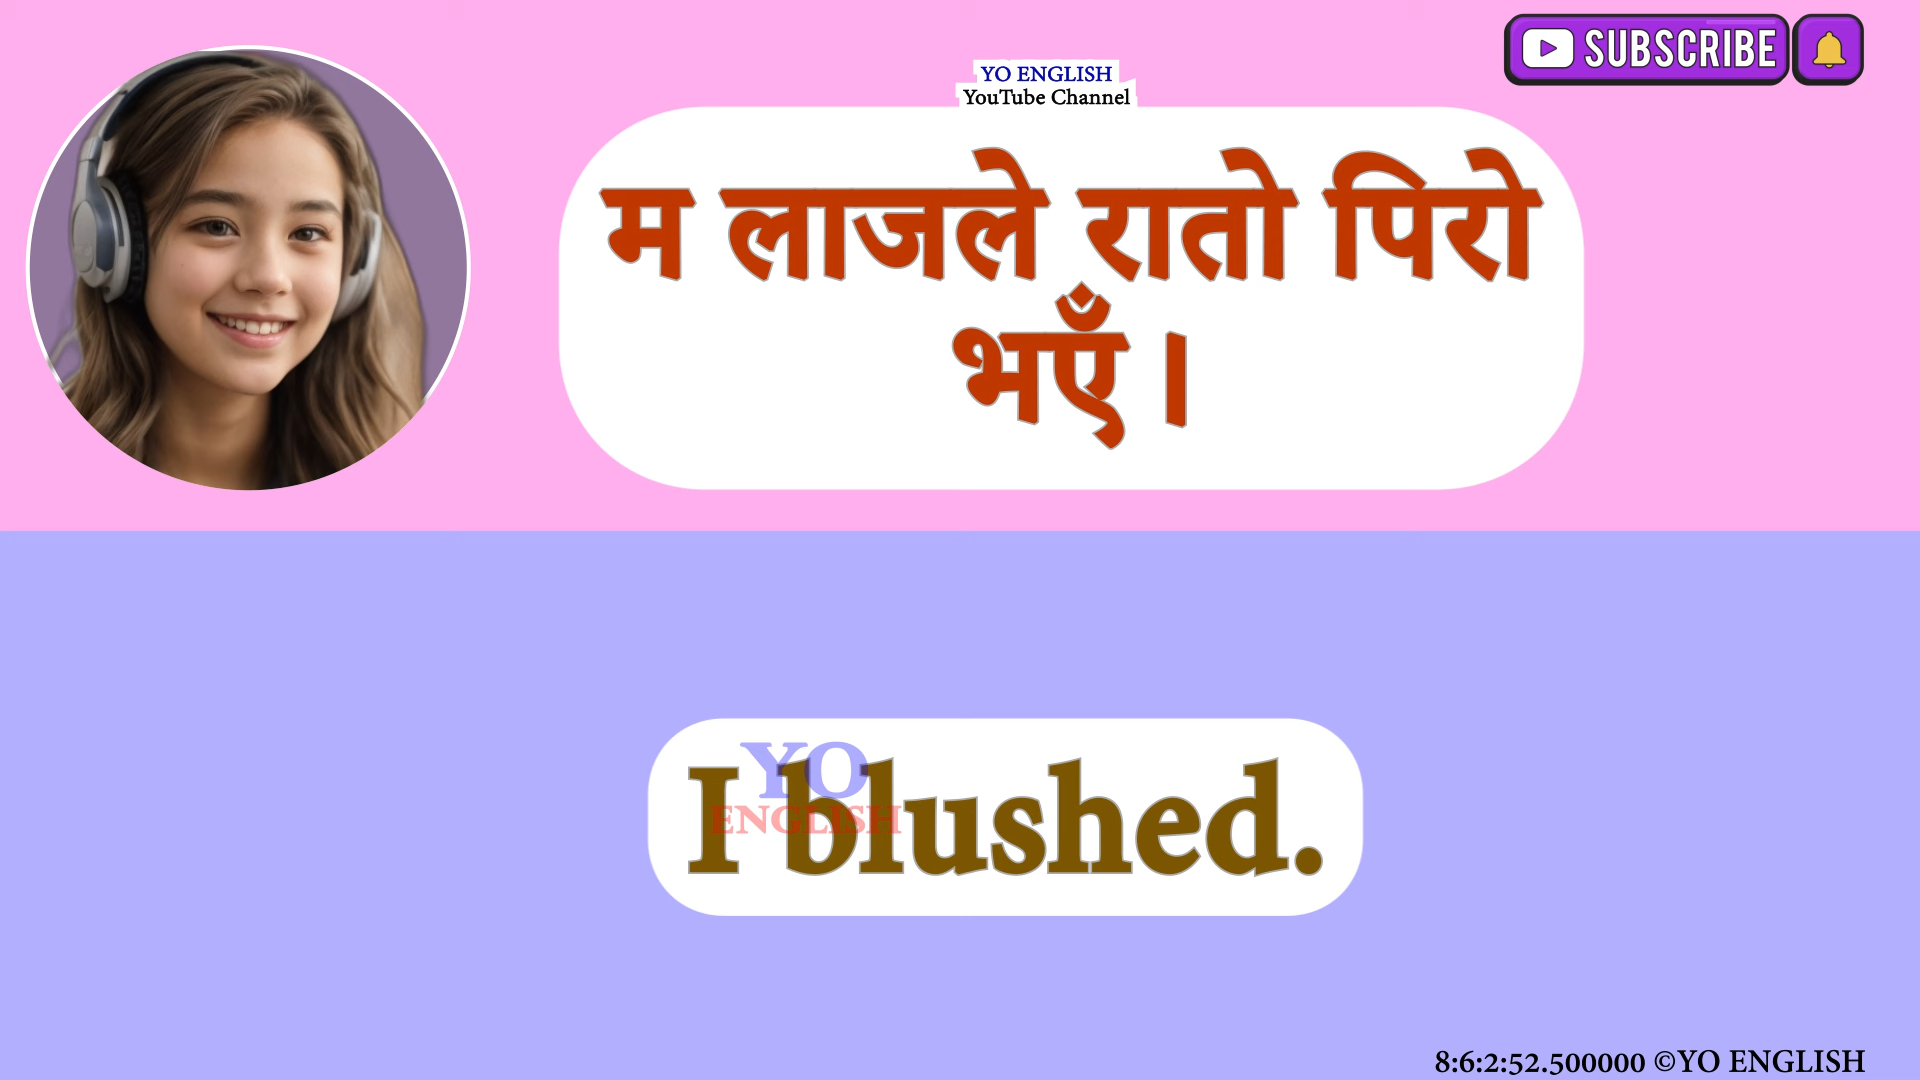 SUBSCRIBE
YO ENGLISH
YouTube Channel
म लाजले रातो पिरो
भएँ ।
YO
ENGLISH
I blushed.
8:6:2:52.500000 ©YO ENGLISH